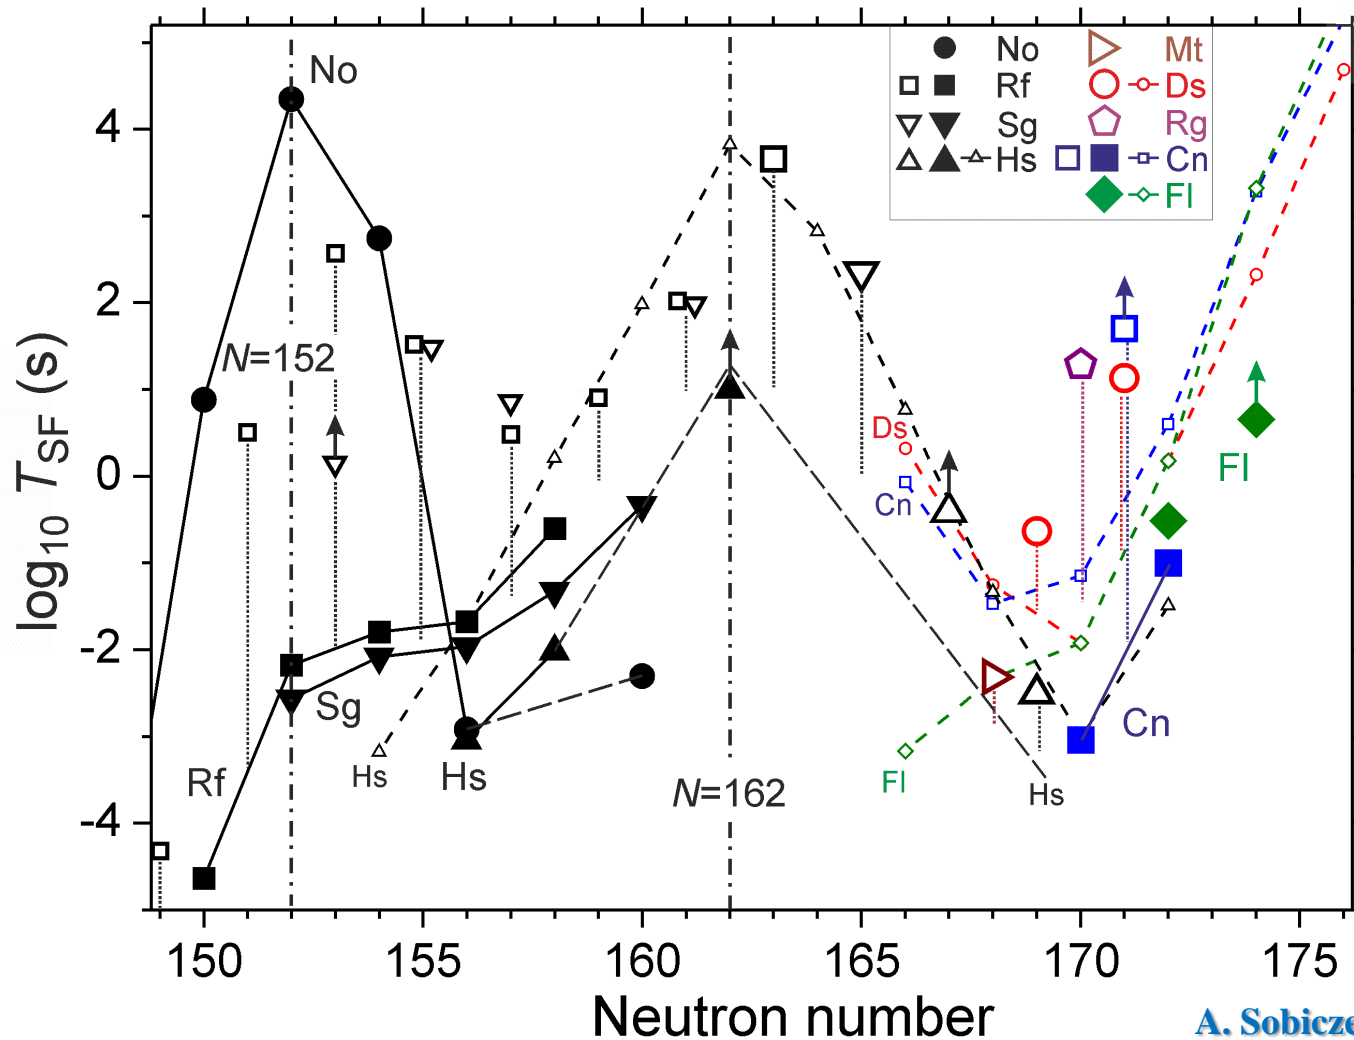 No
Mt
Rf
Ds
Sg
Rg
Hs
Cn
Fl
No
N=152
4
2
0
-2
-4
log10 TSF (s)
Ds
Cn
Fl
Sg
Rf
Hs
Hs
N=162
Fl
Hs
Cn
150
155
160
165
170
175
Neutron number
A. Sobicze